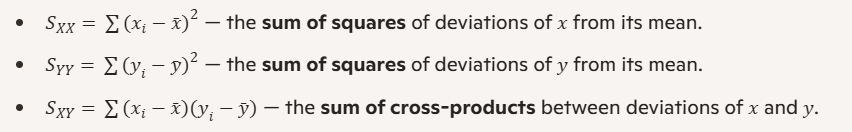 • S_XX = ∑ (x_i − x̄)² — the sum of squares of deviations of x from its mean.
• S_YY = ∑ (y_i − ȳ)² — the sum of squares of deviations of y from its mean.
• S_XY = ∑ (x_i − x̄)(y_i − ȳ) — the sum of cross-products between deviations of x and y.